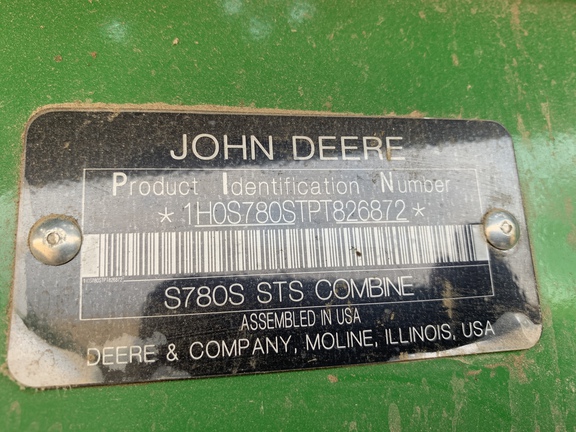 JOHN DEERE
Product Identification Number
*1H0S780STPT826872*
S780S STS COMBINE
ASSEMBLED IN USA
DEERE & COMPANY, MOLINE, ILLINOIS, USA